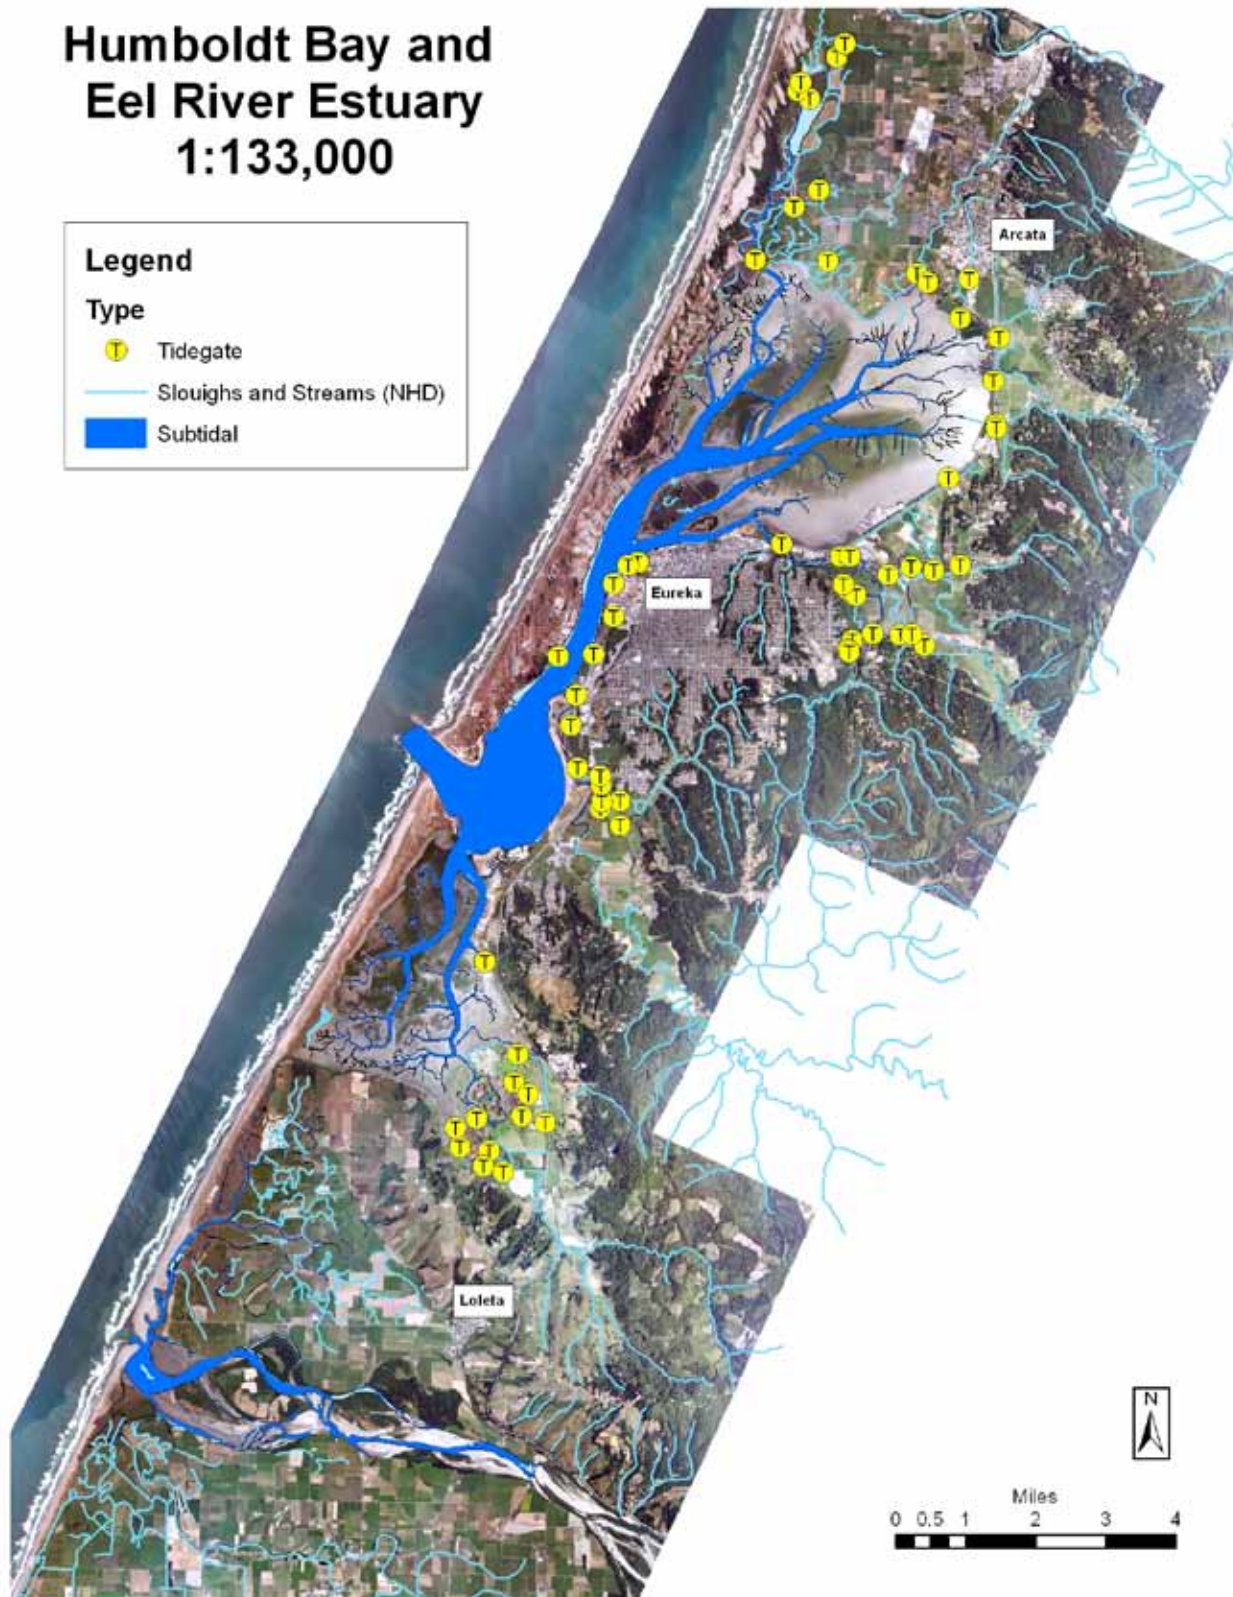 Humboldt Bay and
Eel River Estuary
1:133,000
Legend
Type
T Tidegate
Slouighs and Streams (NHD)
Subtidal
Arcata
Eureka
Loleta
N
Miles
0 0.5 1 2 3 4